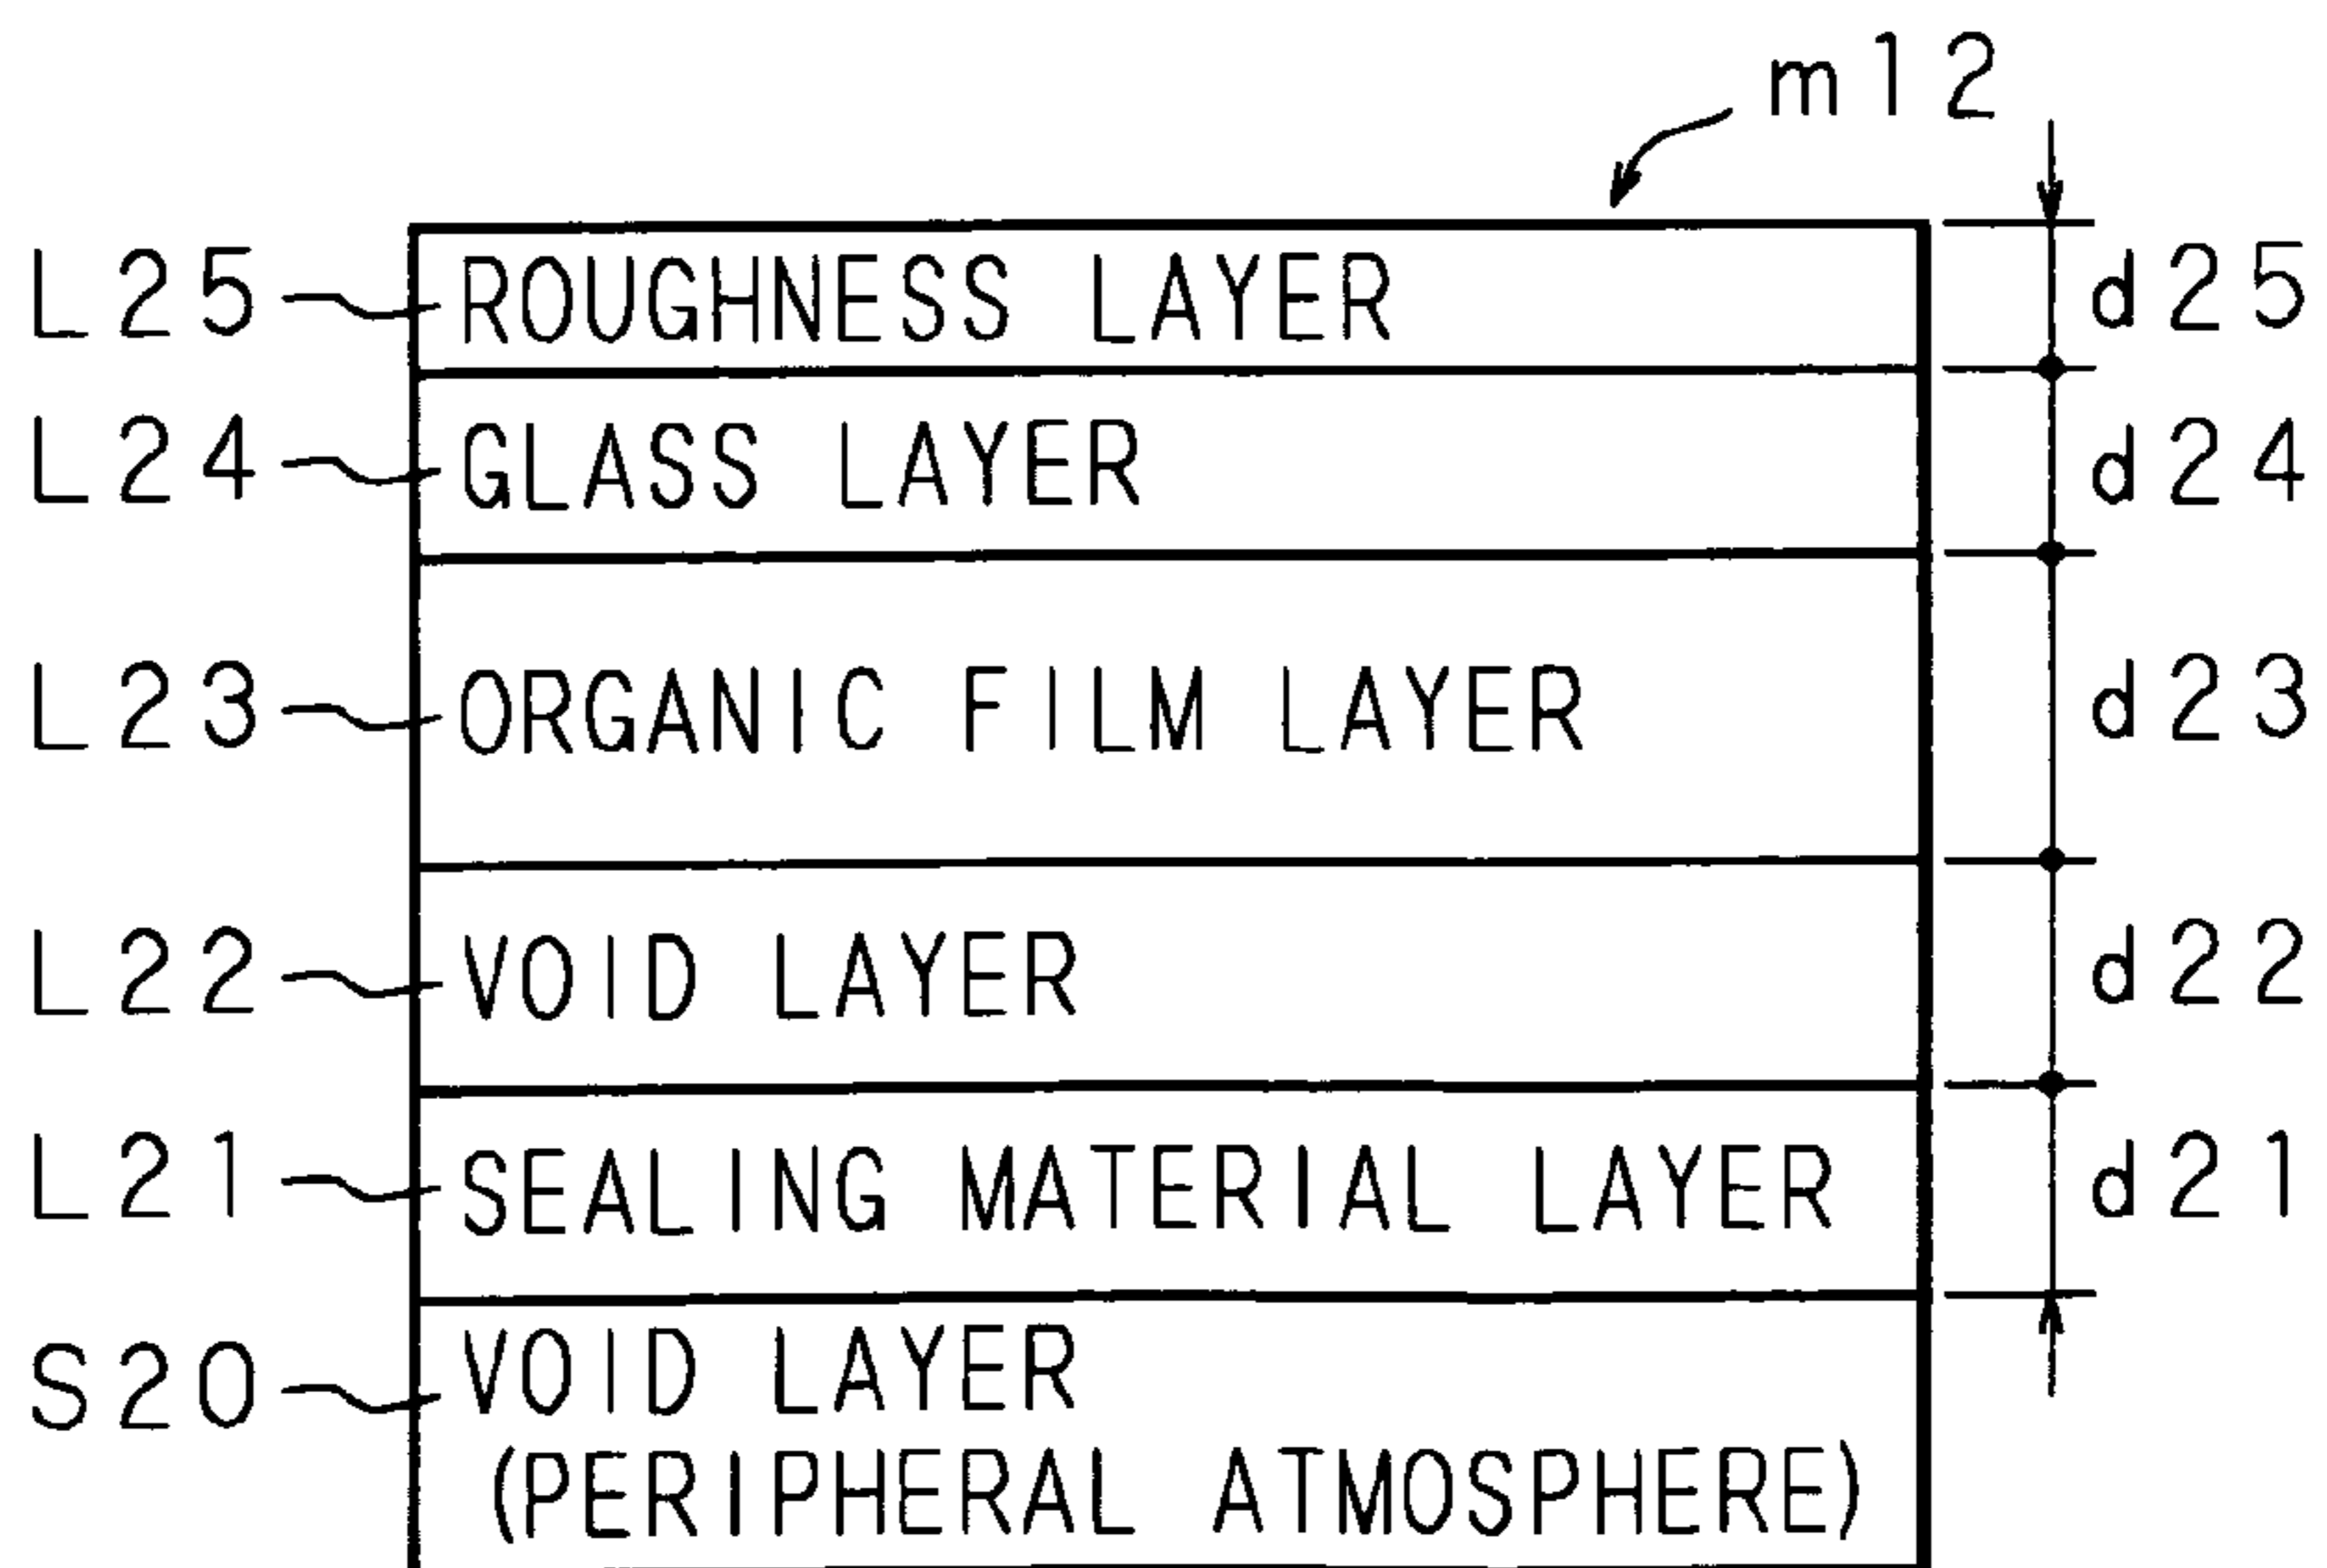 m12
L25 ROUGHNESS LAYER d25
L24 GLASS LAYER d24
L23 ORGANIC FILM LAYER d23
L22 VOID LAYER d22
L21 SEALING MATERIAL LAYER d21
S20 VOID LAYER
(PERIPHERAL ATMOSPHERE)